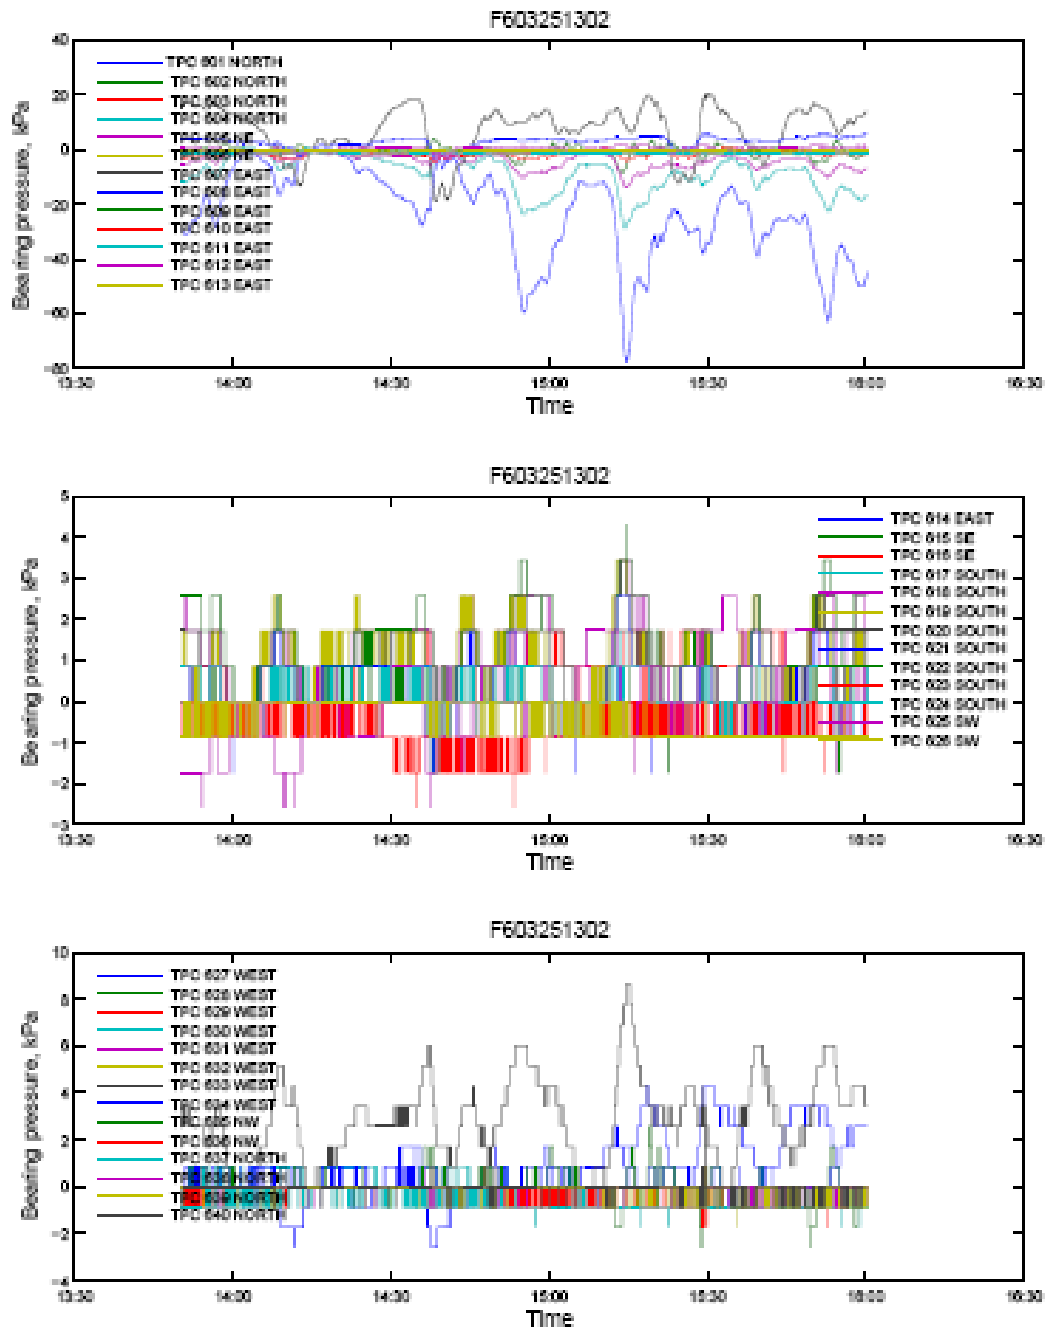 F603251302
Bearing pressure, kPa
40
20
0
-20
-40
-60
-80
TPC 601 NORTH
TPC 602 NORTH
TPC 603 NORTH
TPC 604 NORTH
TPC 605 NE
TPC 606 NE
TPC 607 EAST
TPC 608 EAST
TPC 609 EAST
TPC 610 EAST
TPC 611 EAST
TPC 612 EAST
TPC 613 EAST
13:30 14:00 14:30 15:00 15:30 16:00 16:30
Time
F603251302
Bearing pressure, kPa
5
4
3
2
1
0
-1
-2
-3
TPC 614 EAST
TPC 615 SE
TPC 616 SE
TPC 617 SOUTH
TPC 618 SOUTH
TPC 619 SOUTH
TPC 620 SOUTH
TPC 621 SOUTH
TPC 622 SOUTH
TPC 623 SOUTH
TPC 624 SOUTH
TPC 625 SW
TPC 626 SW
13:30 14:00 14:30 15:00 15:30 16:00 16:30
Time
F603251302
Bearing pressure, kPa
10
8
6
4
2
0
-2
-4
TPC 627 WEST
TPC 628 WEST
TPC 629 WEST
TPC 630 WEST
TPC 631 WEST
TPC 632 WEST
TPC 633 WEST
TPC 634 WEST
TPC 635 NW
TPC 636 NW
TPC 637 NORTH
TPC 638 NORTH
TPC 639 NORTH
TPC 640 NORTH
13:30 14:00 14:30 15:00 15:30 16:00 16:30
Time